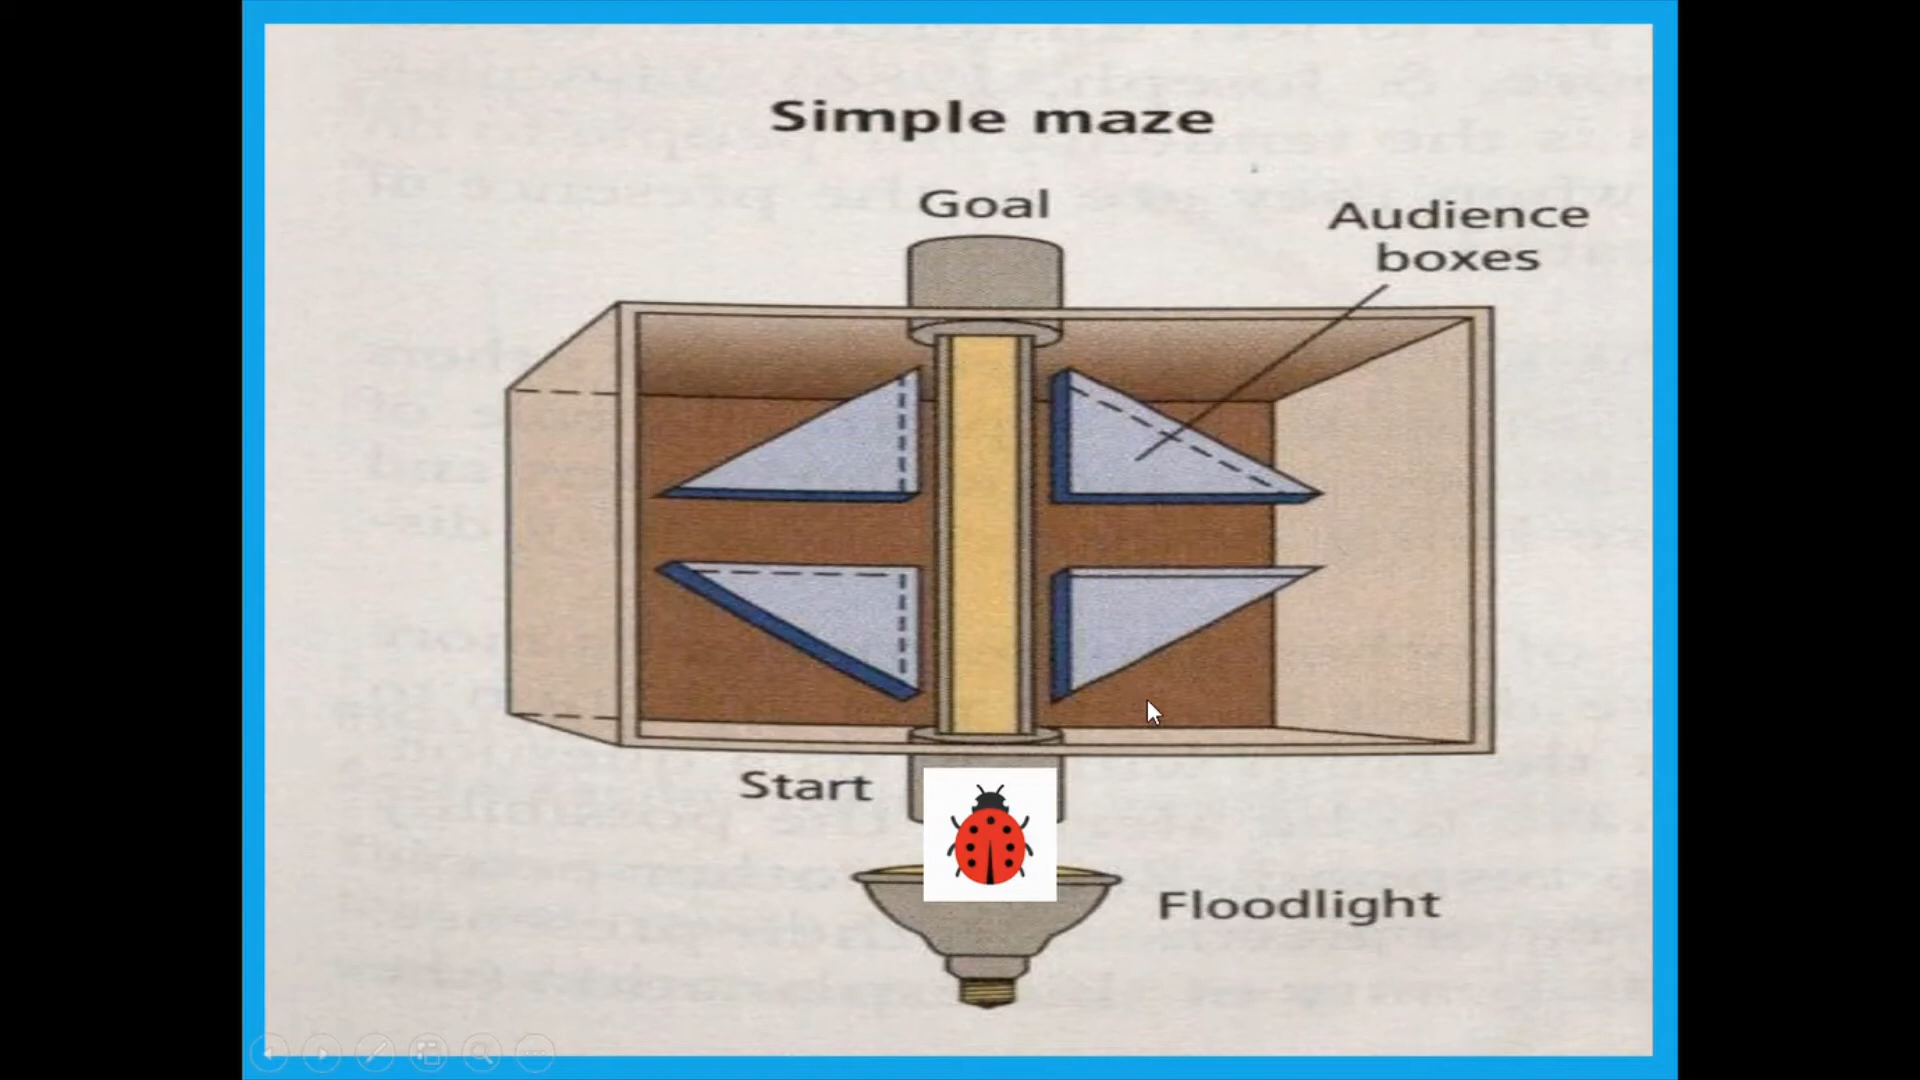 Simple maze
Goal
Audience
boxes
Start
Floodlight